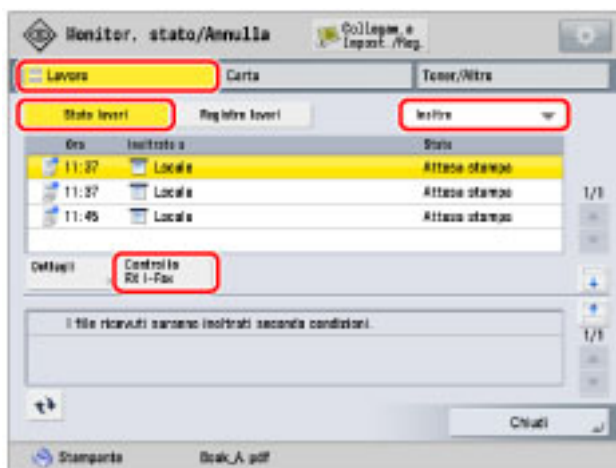 Monitor. stato/Annulla
Collegam.e
Impost./Reg.
Lavoro
Carta
Toner/Altro
Stato lavori
Registro lavori
Inoltro
Ora
Inoltrato a
Stato
11:37
Locale
Attesa stampa
11:37
Locale
Attesa stampa
1/1
11:45
Locale
Attesa stampa
Dettagli
Controllo
RX I-Fax
I file ricevuti saranno inoltrati secondo condizioni.
1/1
Chiudi
Stampante
Book_A.pdf